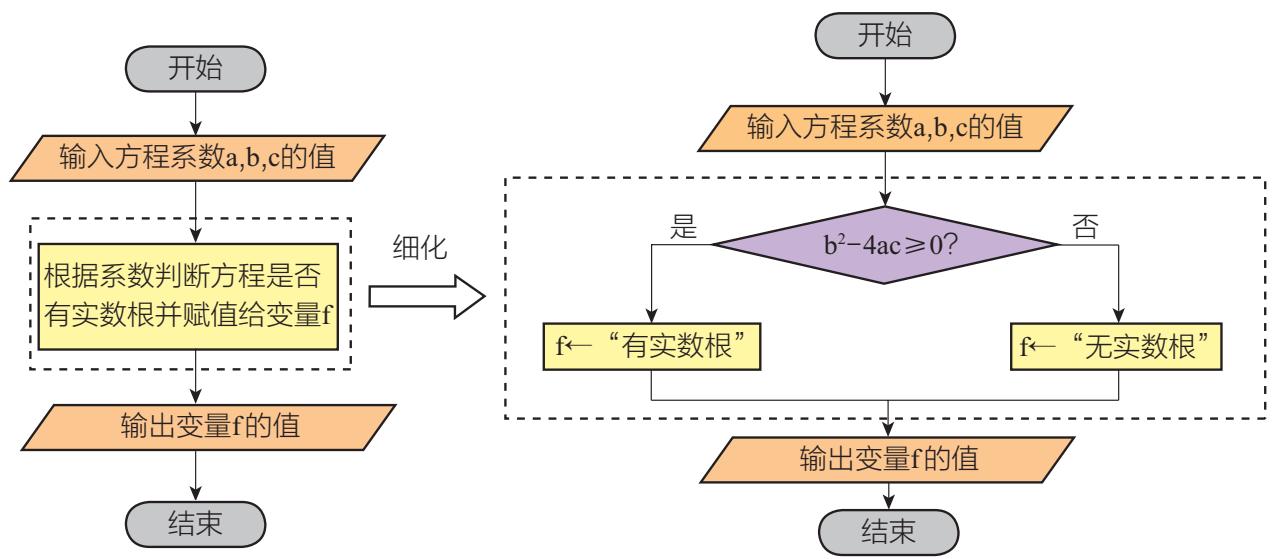 开始
输入方程系数a,b,c的值
根据系数判断方程是否
有实数根并赋值给变量f
输出变量f的值
结束
细化
开始
输入方程系数a,b,c的值
b²−4ac≥0?
是
否
f←“有实数根”
f←“无实数根”
输出变量f的值
结束